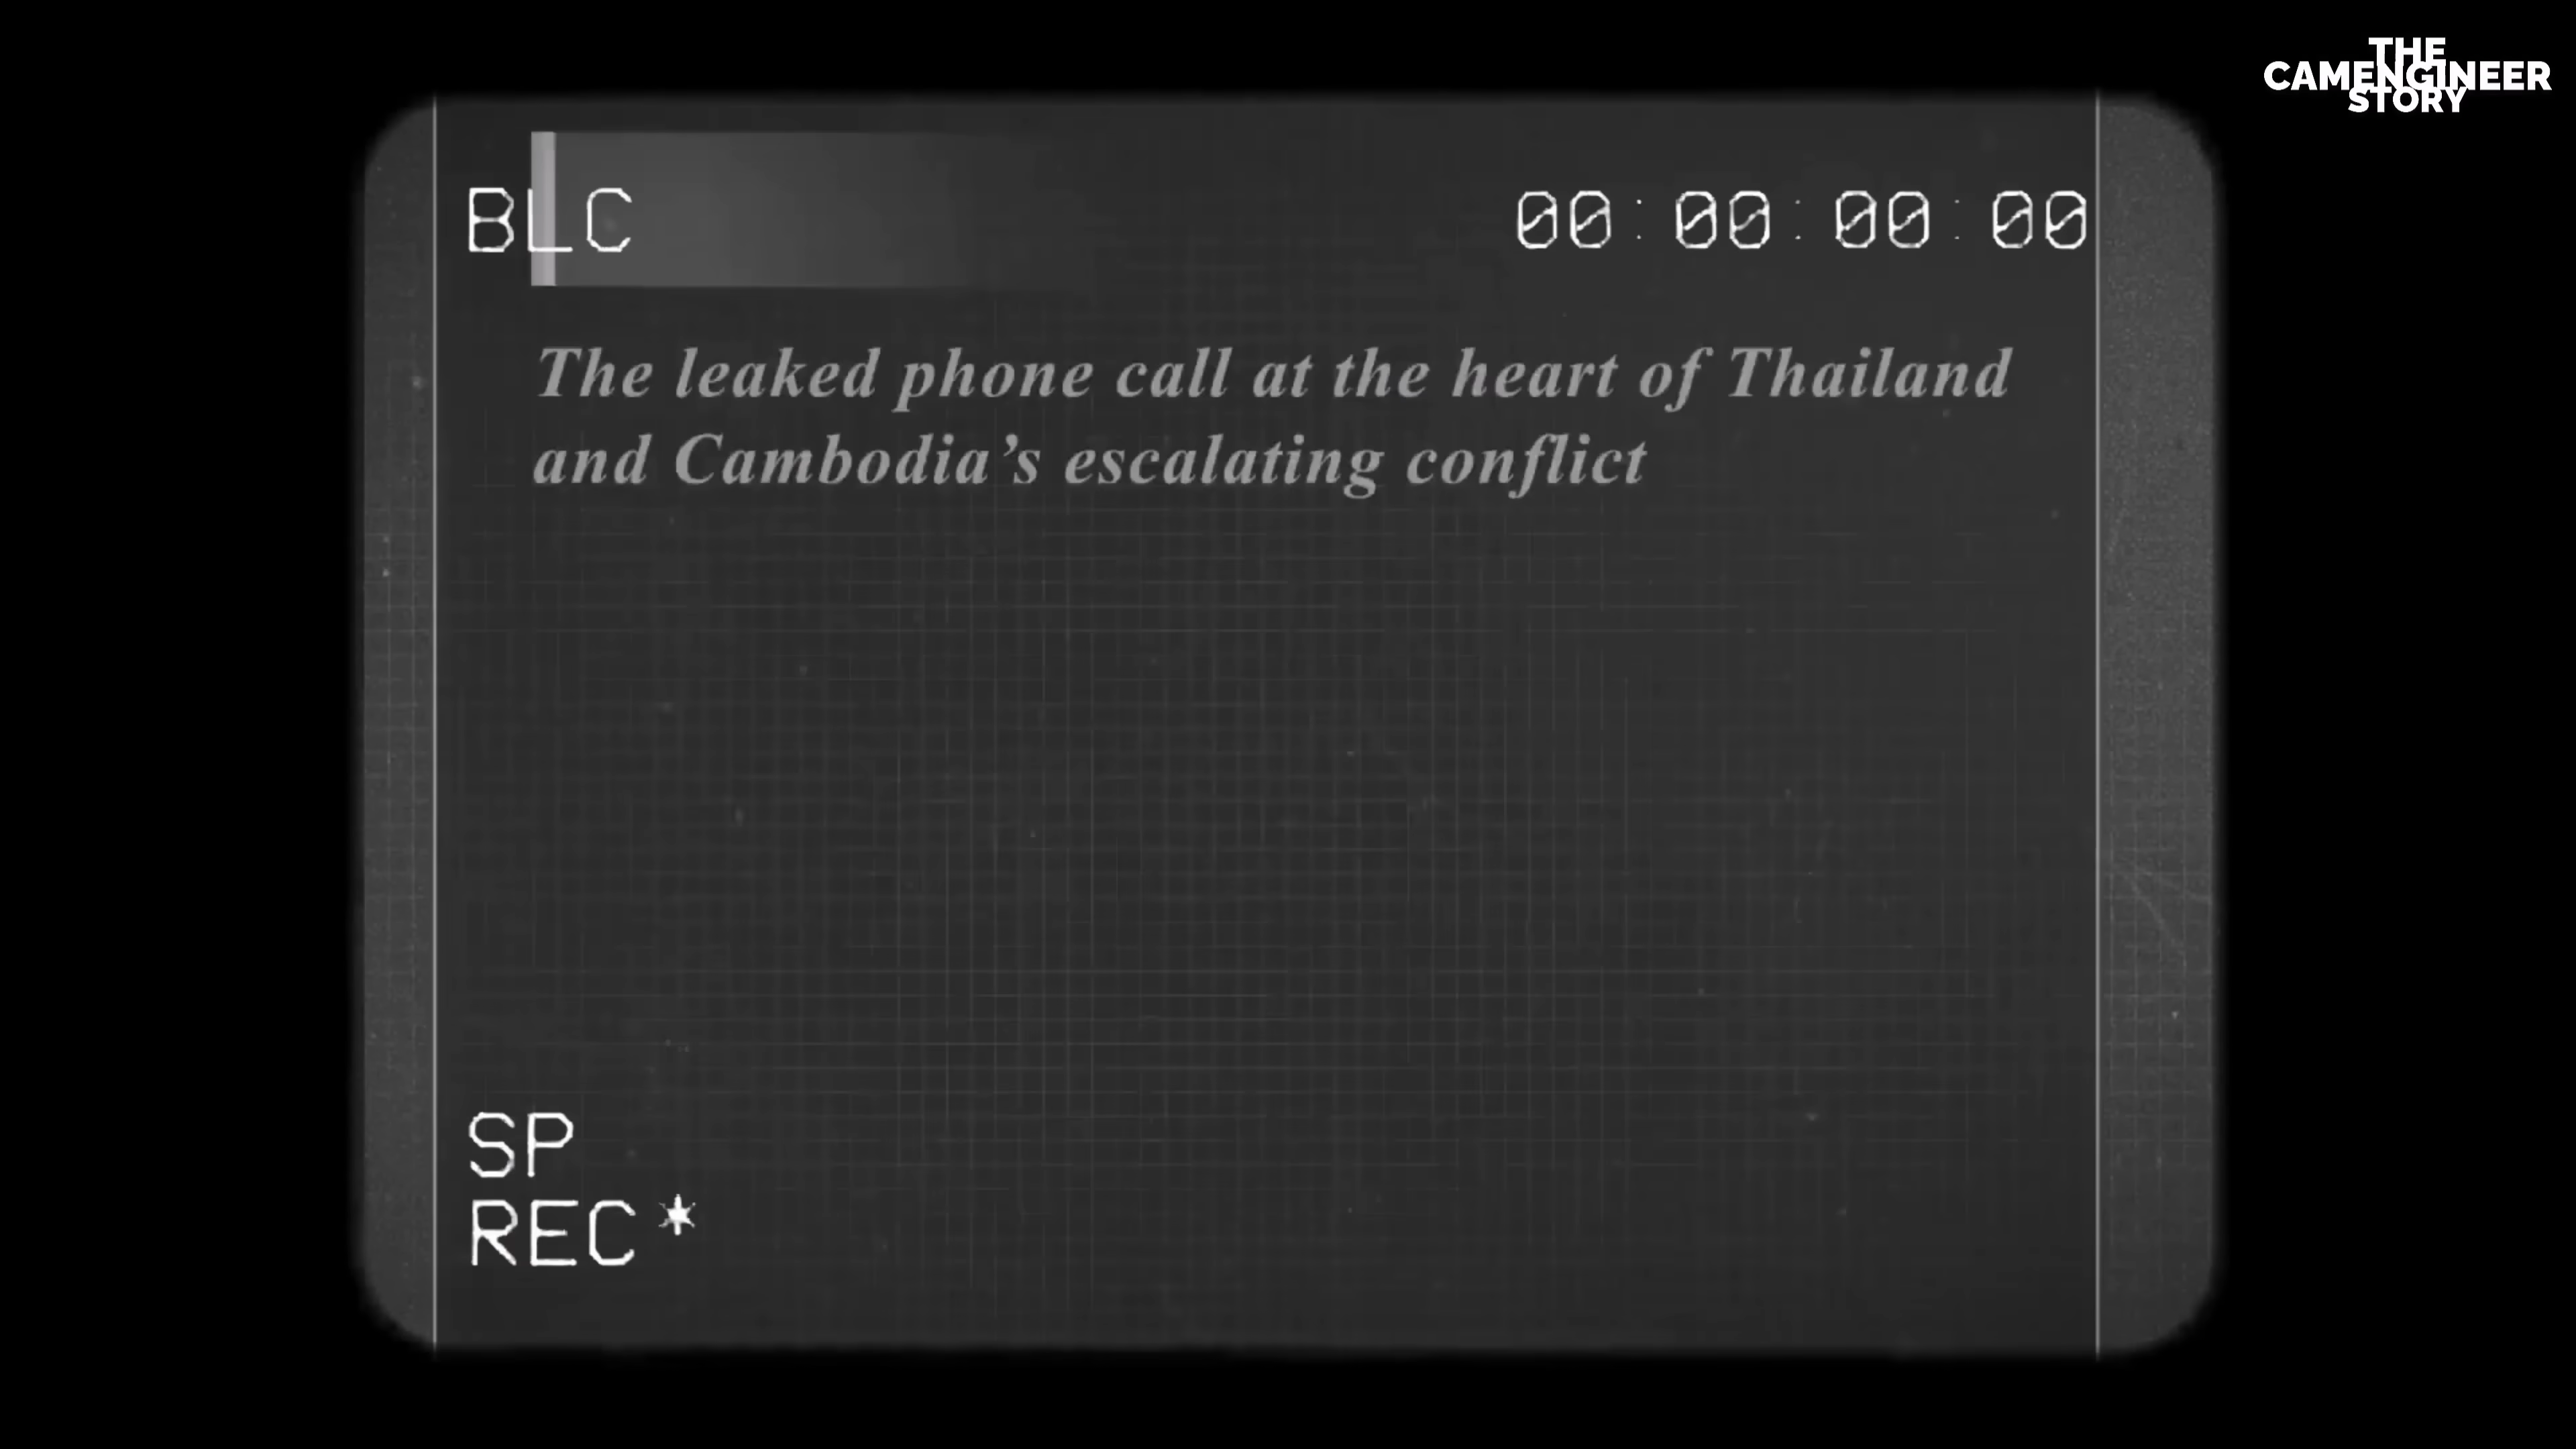 THE
CAMENGINEER
STORY
BLC
00:00:00:00
The leaked phone call at the heart of Thailand
and Cambodia’s escalating conflict
SP
REC*